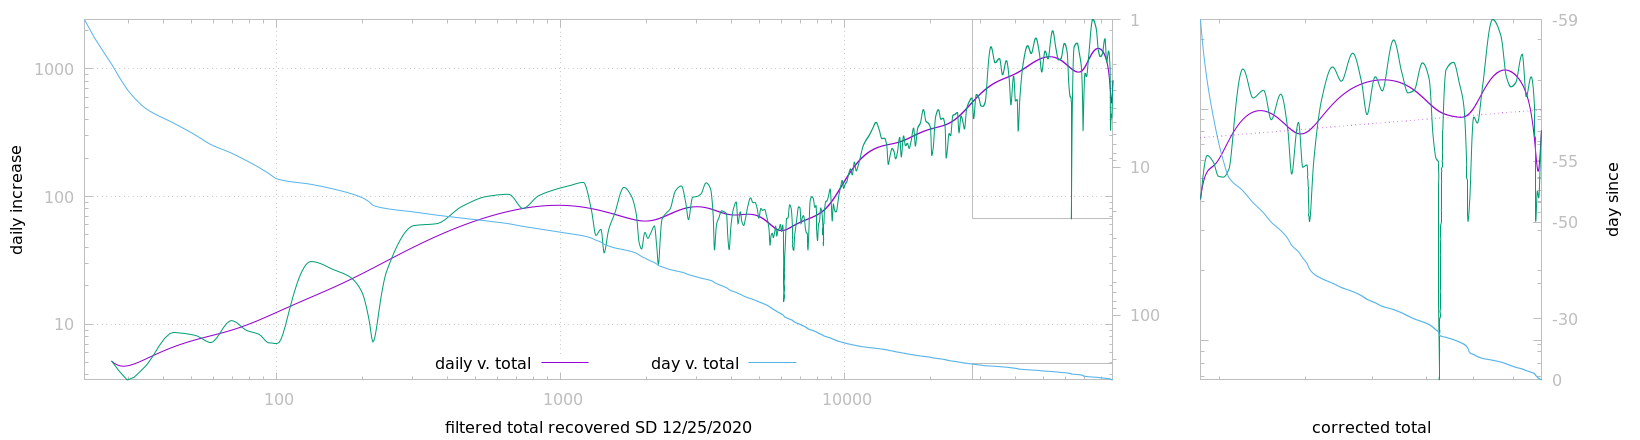 1000
100
10
daily increase
100
1000
10000
1
10
100
daily v. total
day v. total
filtered total recovered SD 12/25/2020
-59
-55
-50
-30
0
day since
corrected total